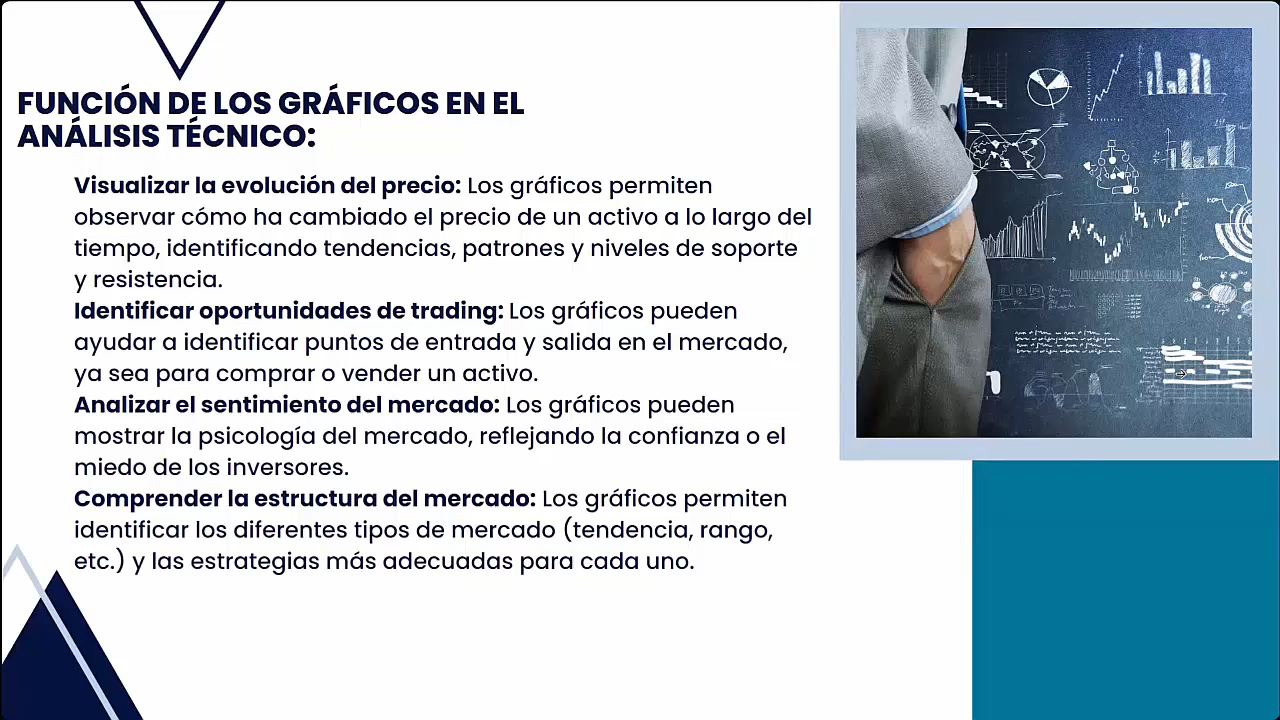 FUNCIÓN DE LOS GRÁFICOS EN EL
ANÁLISIS TÉCNICO:
Visualizar la evolución del precio: Los gráficos permiten
observar cómo ha cambiado el precio de un activo a lo largo del
tiempo, identificando tendencias, patrones y niveles de soporte
y resistencia.
Identificar oportunidades de trading: Los gráficos pueden
ayudar a identificar puntos de entrada y salida en el mercado,
ya sea para comprar o vender un activo.
Analizar el sentimiento del mercado: Los gráficos pueden
mostrar la psicología del mercado, reflejando la confianza o el
miedo de los inversores.
Comprender la estructura del mercado: Los gráficos permiten
identificar los diferentes tipos de mercado (tendencia, rango,
etc.) y las estrategias más adecuadas para cada uno.